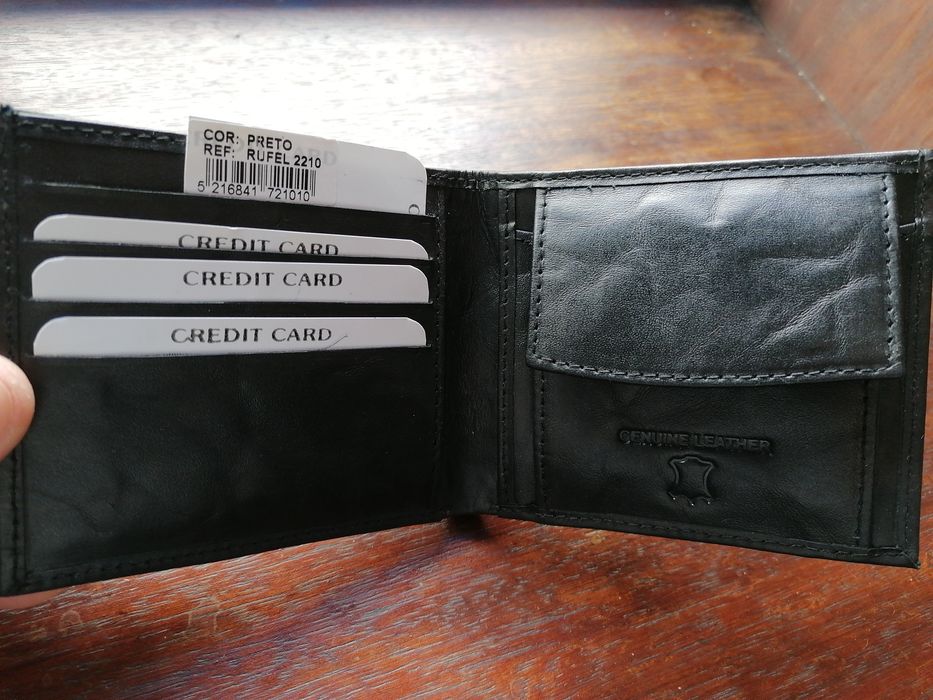 COR: PRETO
REF: RUFEL 2210
5 216841 721010
CREDIT CARD
CREDIT CARD
CREDIT CARD
GENUINE LEATHER